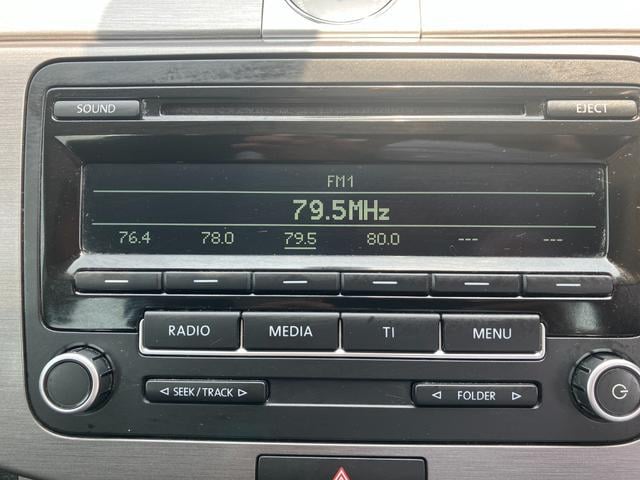 SOUND EJECT
FM1
79.5MHz
76.4 78.0 79.5 80.0 --- ---
RADIO MEDIA TI MENU
◁ SEEK/TRACK ▷ ◁ FOLDER ▷